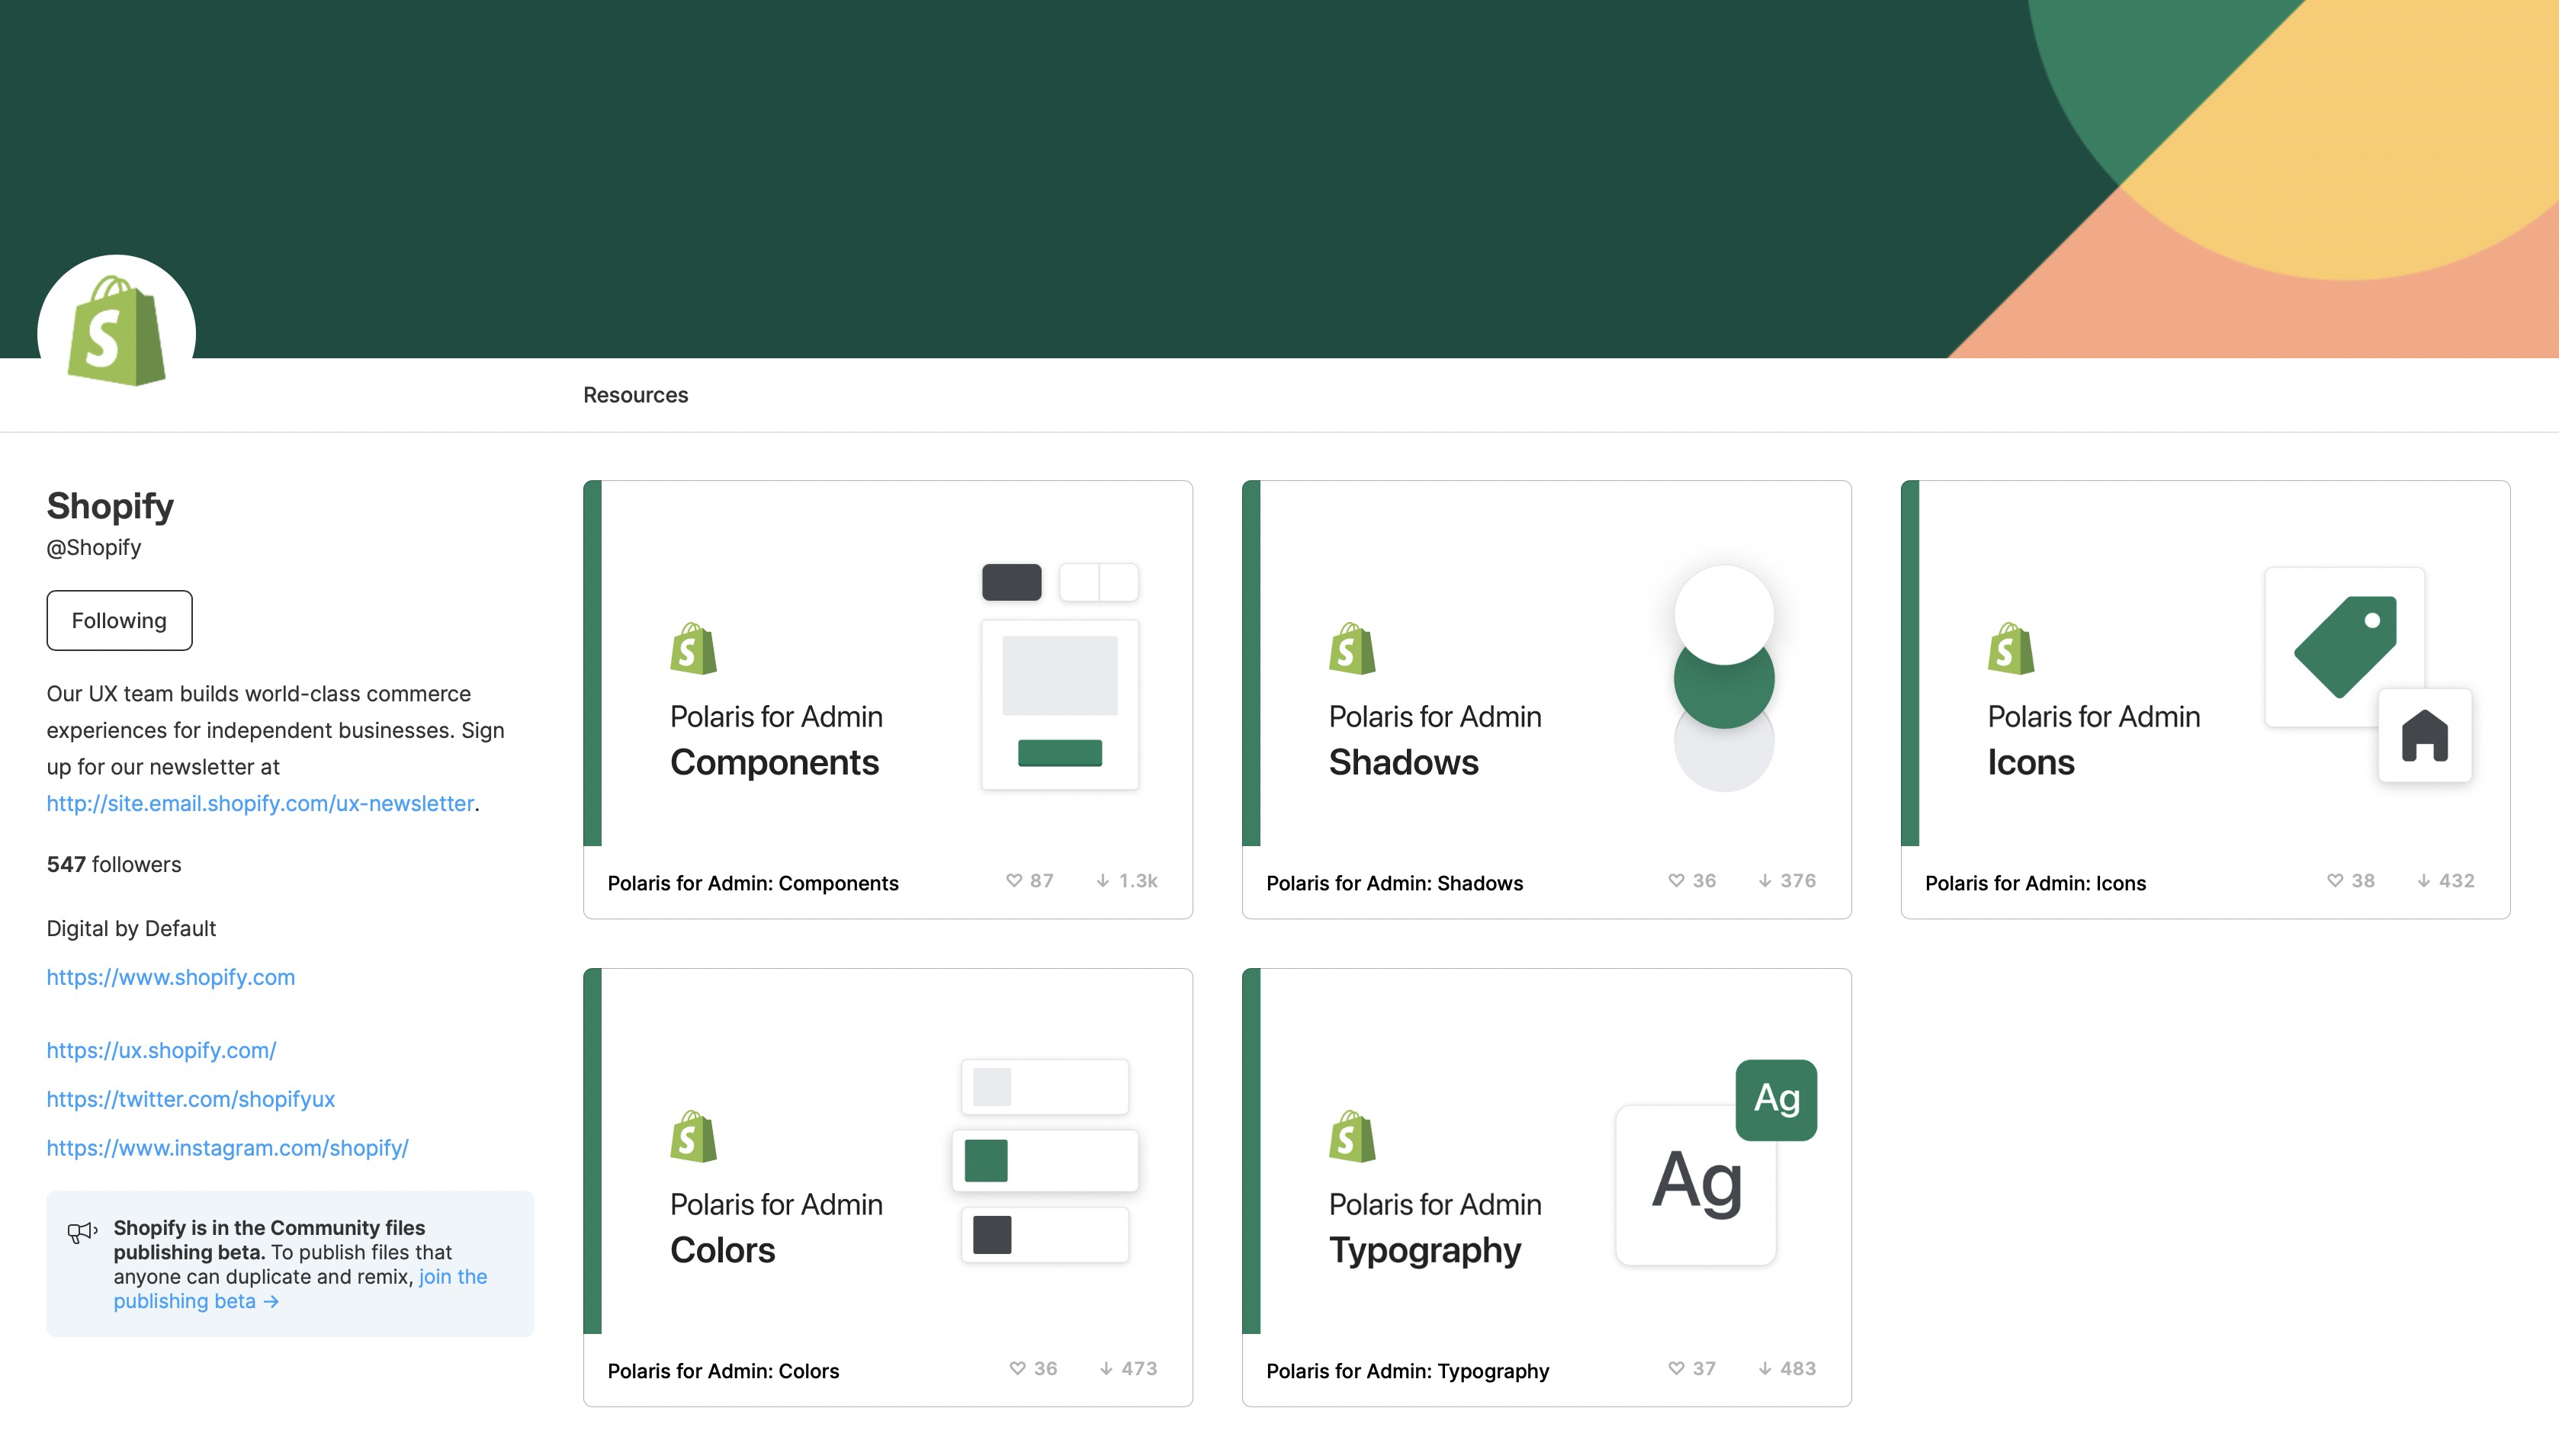 Resources
Shopify
@Shopify
Following
Our UX team builds world-class commerce
experiences for independent businesses. Sign
up for our newsletter at
http://site.email.shopify.com/ux-newsletter.
547 followers
Digital by Default
https://www.shopify.com
https://ux.shopify.com/
https://twitter.com/shopifyux
https://www.instagram.com/shopify/
Shopify is in the Community files
publishing beta. To publish files that
anyone can duplicate and remix, join the
publishing beta →
Polaris for Admin
Components
Polaris for Admin: Components
87
1.3k
Polaris for Admin
Shadows
Polaris for Admin: Shadows
36
376
Polaris for Admin
Icons
Polaris for Admin: Icons
38
432
Polaris for Admin
Colors
Polaris for Admin: Colors
36
473
Polaris for Admin
Typography
Ag
Ag
Polaris for Admin: Typography
37
483